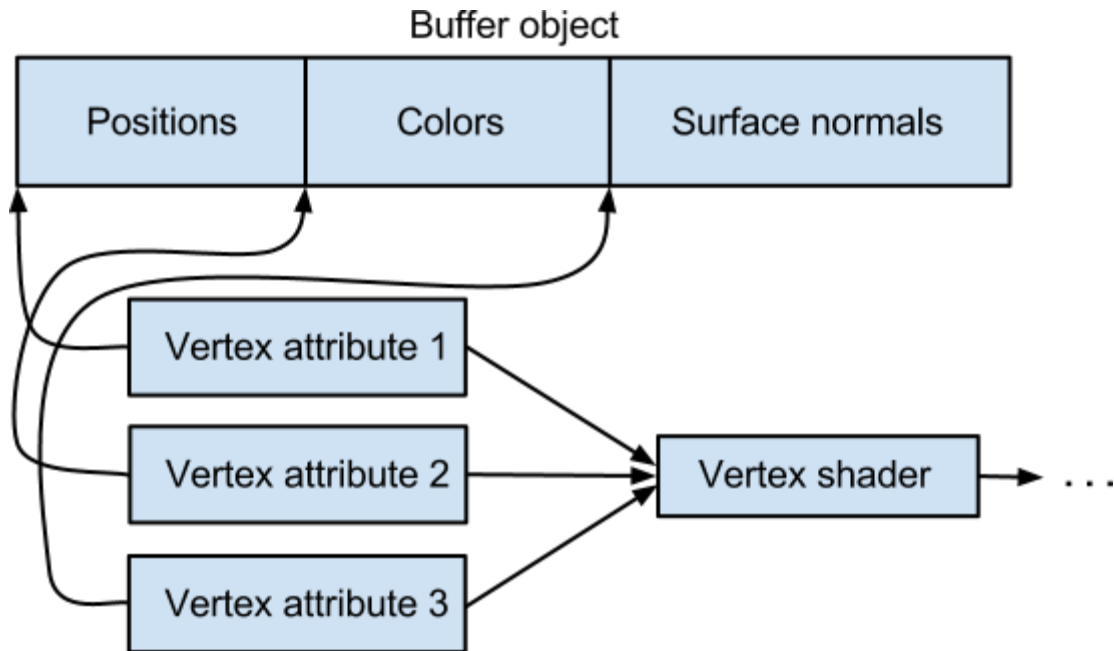 Buffer object
Positions
Colors
Surface normals
Vertex attribute 1
Vertex attribute 2
Vertex shader
...
Vertex attribute 3